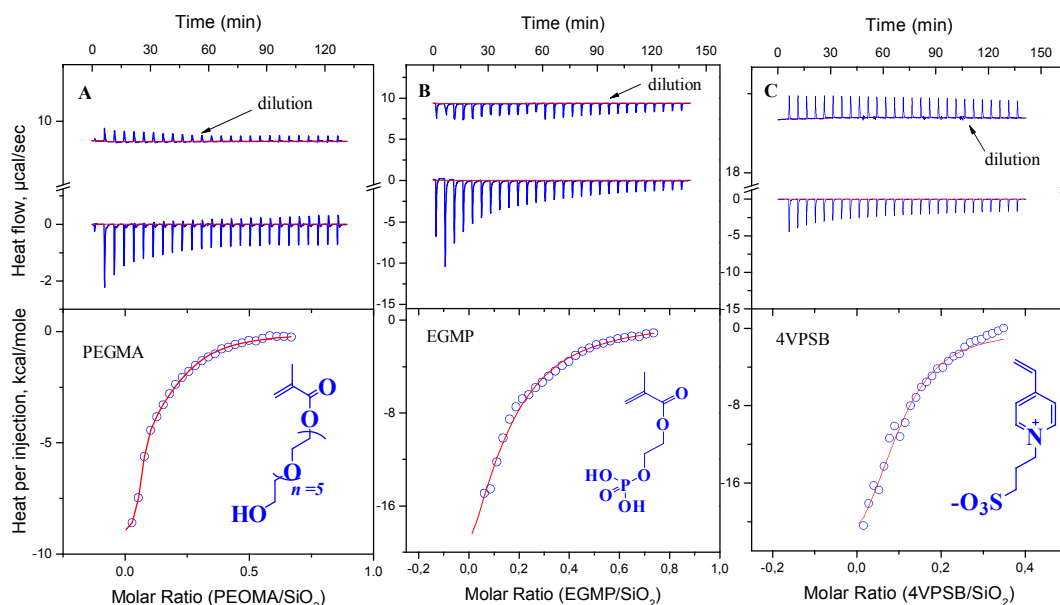 Time (min)
0 30 60 90 120
Time (min)
0 30 60 90 120 150
Time (min)
0 40 80 120 160
A
dilution
10
0
-2
Heat flow, µcal/sec
B
dilution
10
5
0
-5
-10
-15
C
dilution
18
0
-5
-10
15
Heat per injection, kcal/mole
0
-5
-10
PEGMA
O
O
O
n =5
HO
0,0 0,5 1,0
Molar Ratio (PEOMA/SiO2)
0
-8
-16
EGMP
O
O
HO
O
P
O
OH
OH
-0,2 0,0 0,2 0,4 0,6 0,8 1,0
Molar Ratio (EGMP/SiO2)
0
-8
-16
4VPSB
+
N
-O3S
-0,2 0,0 0,2 0,4
Molar Ratio (4VPSB/SiO2)